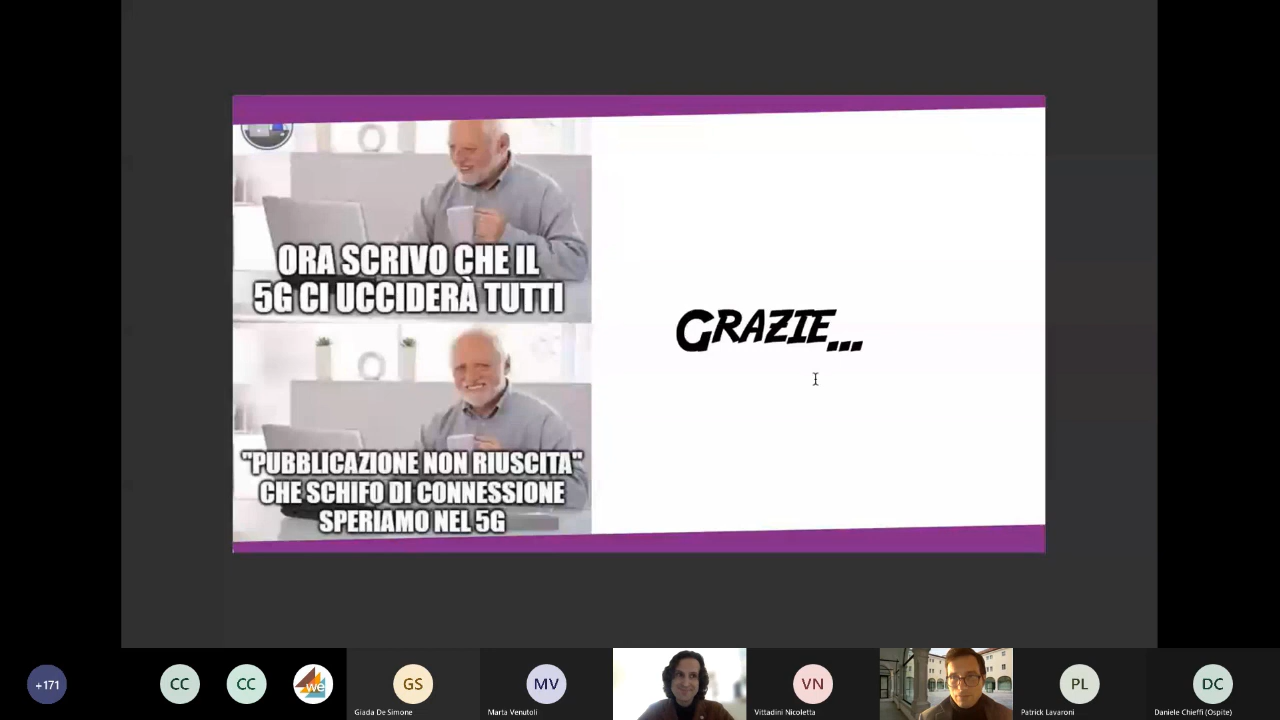 ORA SCRIVO CHE IL
5G CI UCCIDERÀ TUTTI
"PUBBLICAZIONE NON RIUSCITA"
CHE SCHIFO DI CONNESSIONE
SPERIAMO NEL 5G
GRAZIE...
+171
CC
CC
we
GS
Giada De Simone
MV
Marta Venutoli
VN
Vittadini Nicoletta
PL
Patrick Lavaroni
DC
Daniele Chieffi (Ospite)